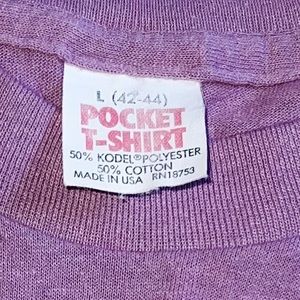 L (42-44)
POCKET
T-SHIRT
50% KODEL® POLYESTER
50% COTTON
MADE IN USA RN18753